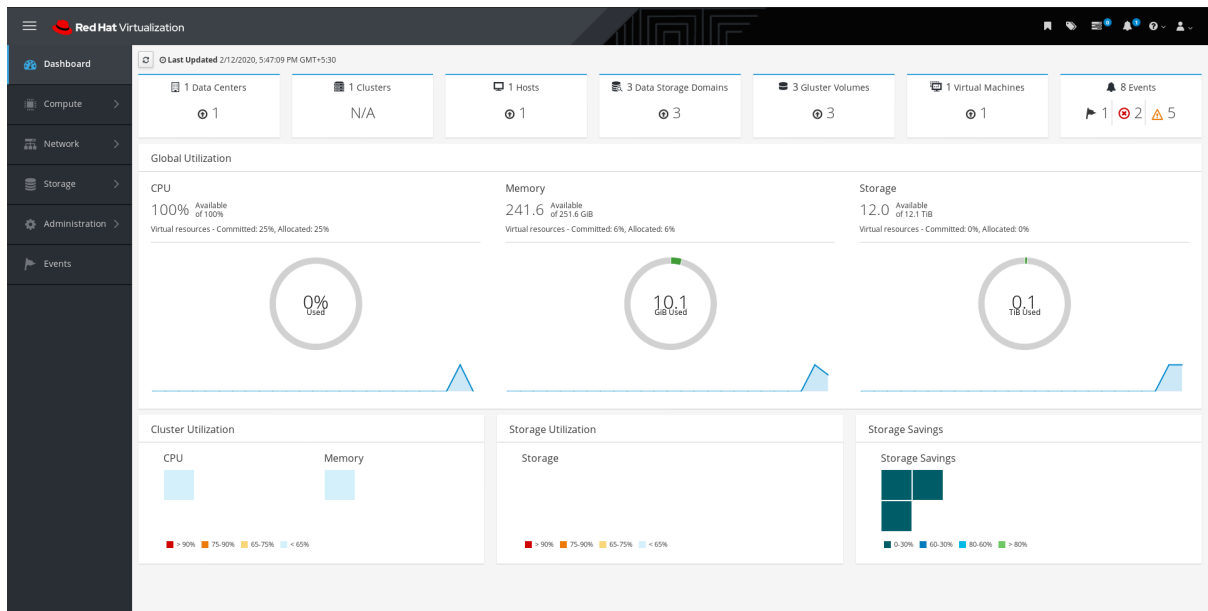 Red Hat Virtualization
0
1
Dashboard
Compute
Network
Storage
Administration
Events
Last Updated 2/12/2020, 5:47:09 PM GMT+5:30
1 Data Centers
1
1 Clusters
N/A
1 Hosts
1
3 Data Storage Domains
3
3 Gluster Volumes
3
1 Virtual Machines
1
8 Events
1 2 5
Global Utilization
CPU
100% Available
of 100%
Virtual resources - Committed: 25%, Allocated: 25%
0%
Used
Memory
241.6 Available
of 251.6 GiB
Virtual resources - Committed: 6%, Allocated: 6%
10.1
GiB Used
Storage
12.0 Available
of 12.1 TiB
Virtual resources - Committed: 0%, Allocated: 0%
0.1
TiB Used
Cluster Utilization
CPU Memory
> 90% 75-90% 65-75% < 65%
Storage Utilization
Storage
> 90% 75-90% 65-75% < 65%
Storage Savings
Storage Savings
0-30% 60-30% 80-60% > 80%